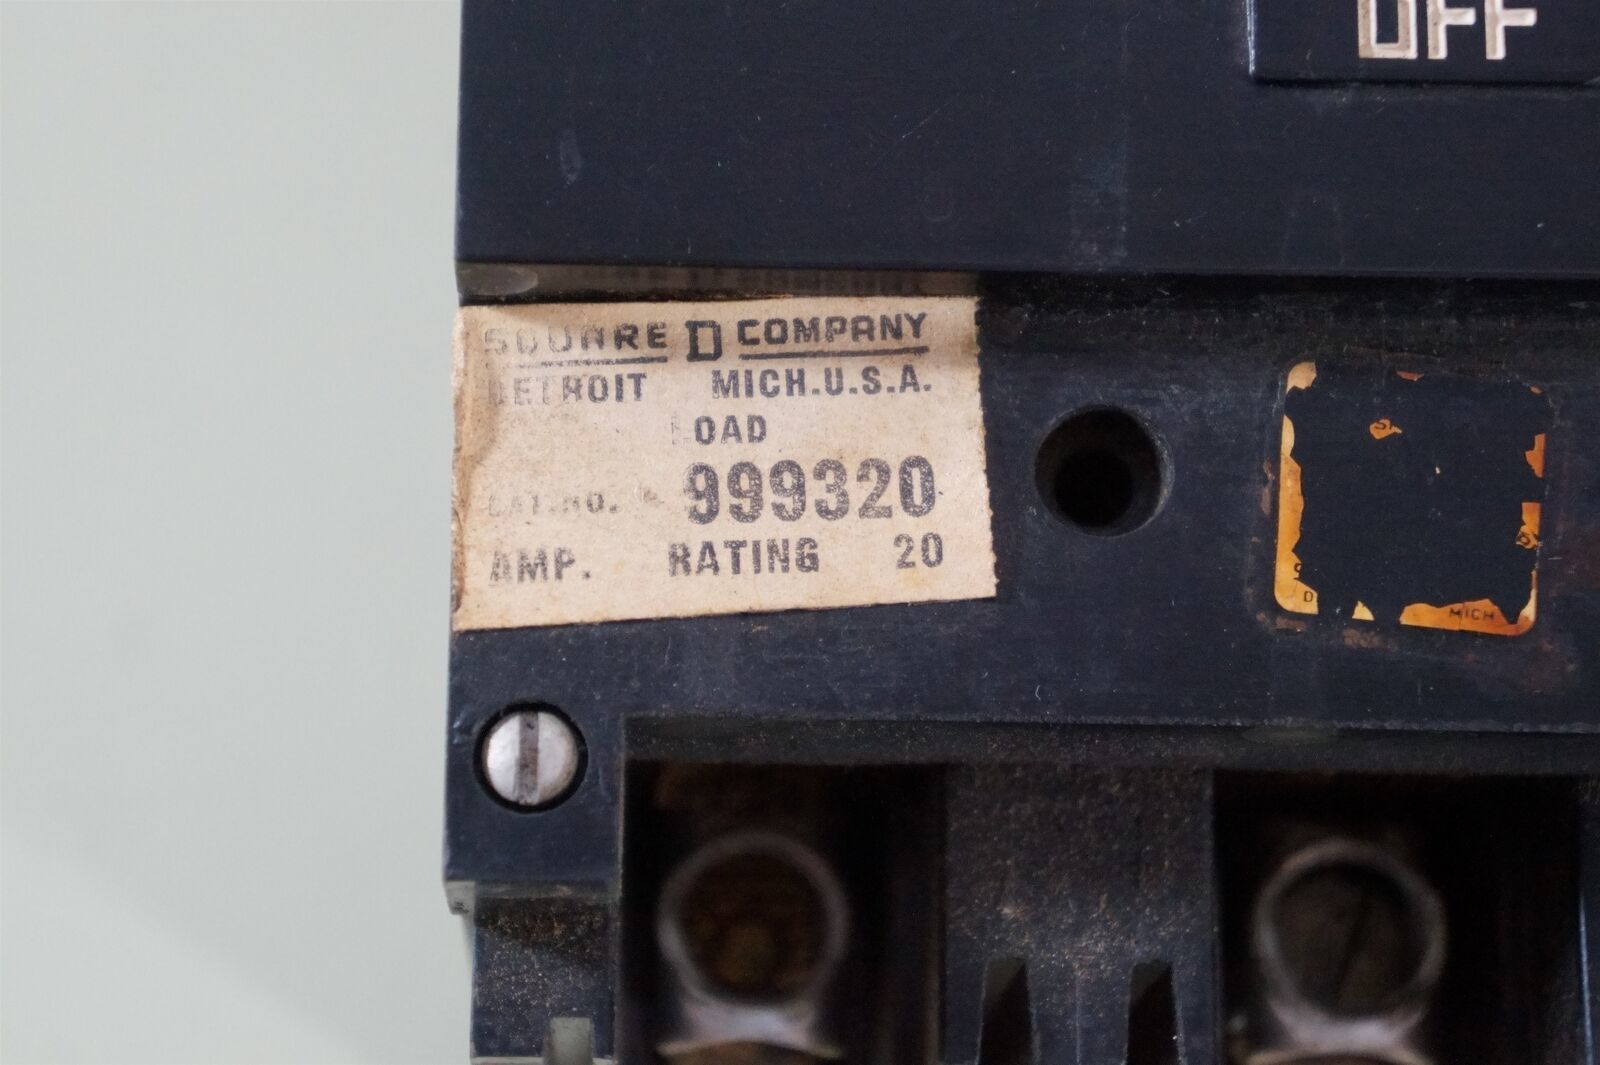 OFF
SQUARE D COMPANY
DETROIT MICH.U.S.A.
LOAD
CAT.NO. 999320
AMP. RATING 20
D
MICH